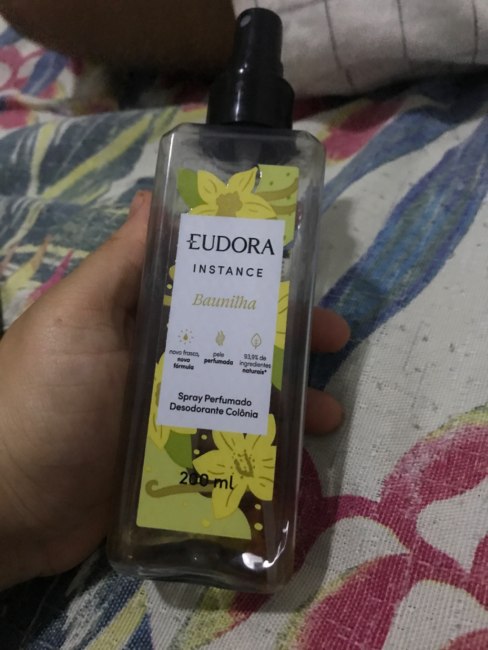 EUDORA
INSTANCE
Baunilha
novo frasco,
nova
fórmula
pele
perfumada
93,9% de
ingredientes
naturais*
Spray Perfumado
Desodorante Colônia
200 ml